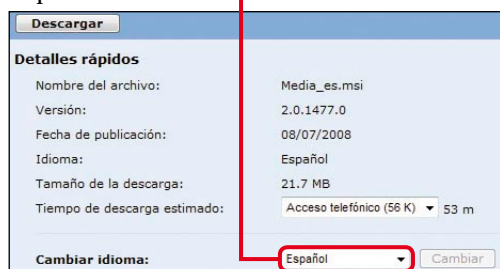 Descargar
Detalles rápidos
Nombre del archivo: Media_es.msi
Versión: 2.0.1477.0
Fecha de publicación: 08/07/2008
Idioma: Español
Tamaño de la descarga: 21.7 MB
Tiempo de descarga estimado: Acceso telefónico (56 K) 53 m
Cambiar idioma: Español Cambiar